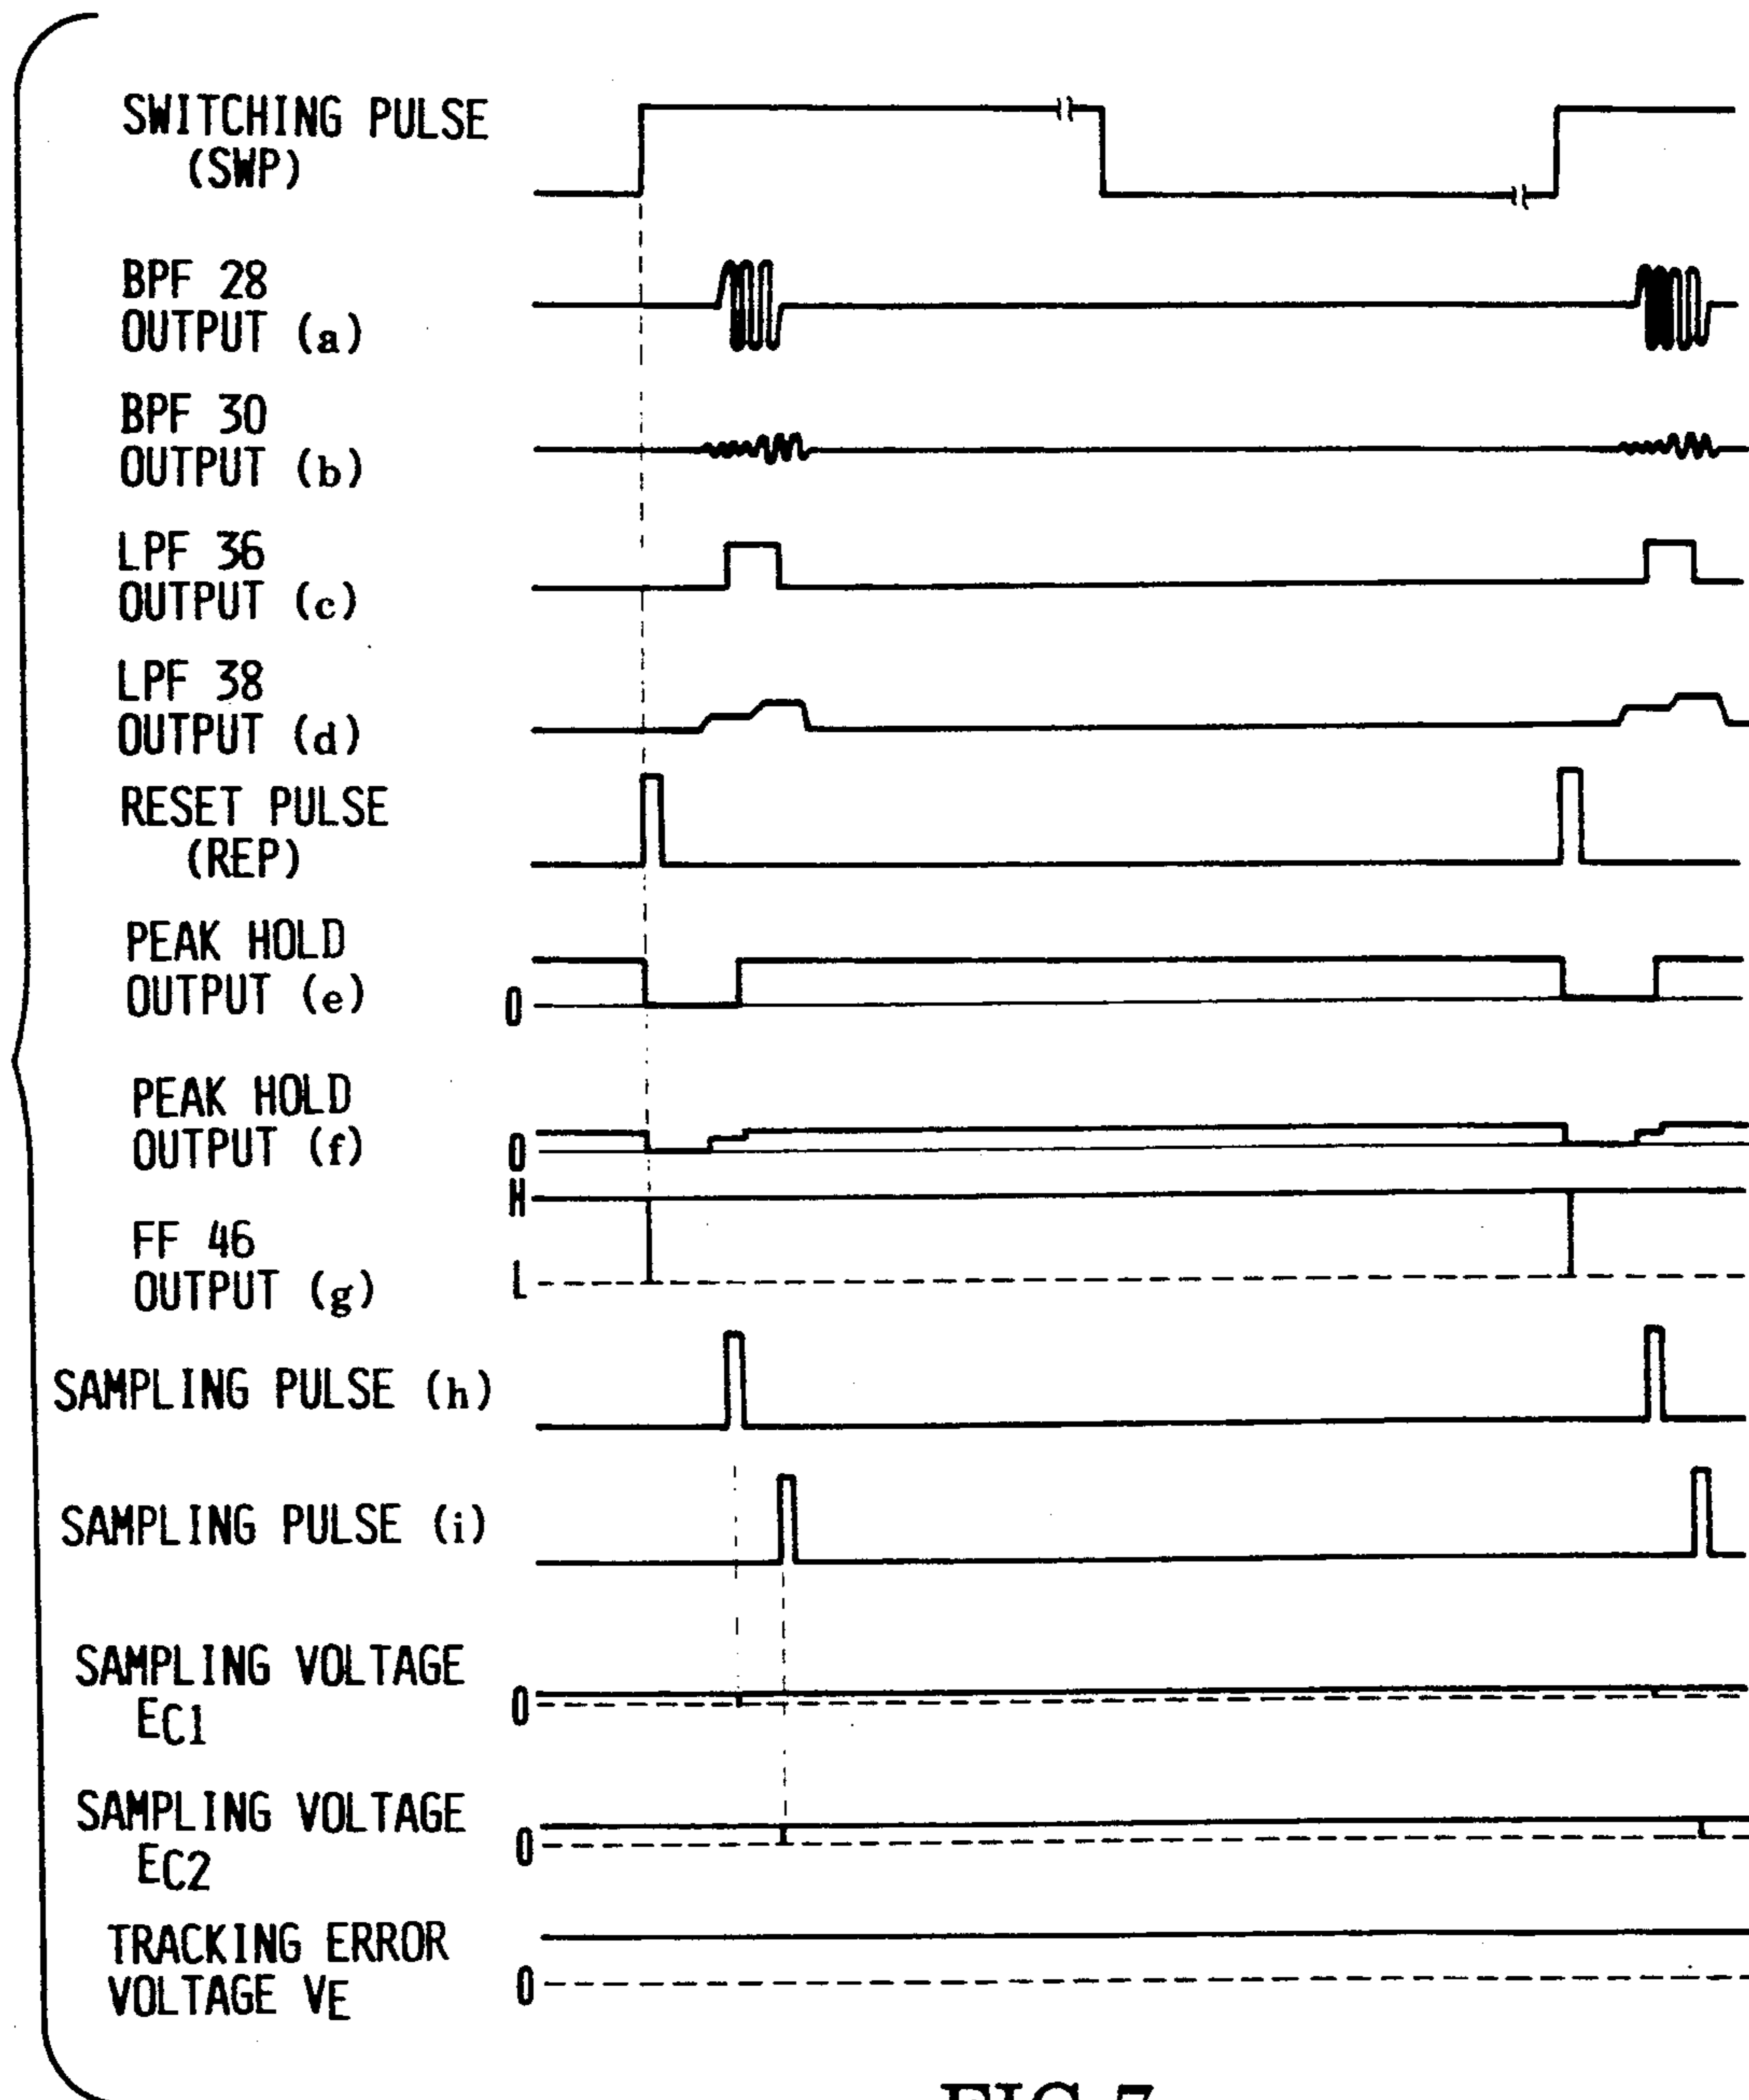 SWITCHING PULSE
(SWP)
BPF 28
OUTPUT (a)
BPF 30
OUTPUT (b)
LPF 36
OUTPUT (c)
LPF 38
OUTPUT (d)
RESET PULSE
(REP)
PEAK HOLD
OUTPUT (e)
0
PEAK HOLD
OUTPUT (f)
0
H
FF 46
OUTPUT (g)
L
SAMPLING PULSE (h)
SAMPLING PULSE (i)
SAMPLING VOLTAGE
EC1
0
SAMPLING VOLTAGE
EC2
0
TRACKING ERROR
VOLTAGE VE
0